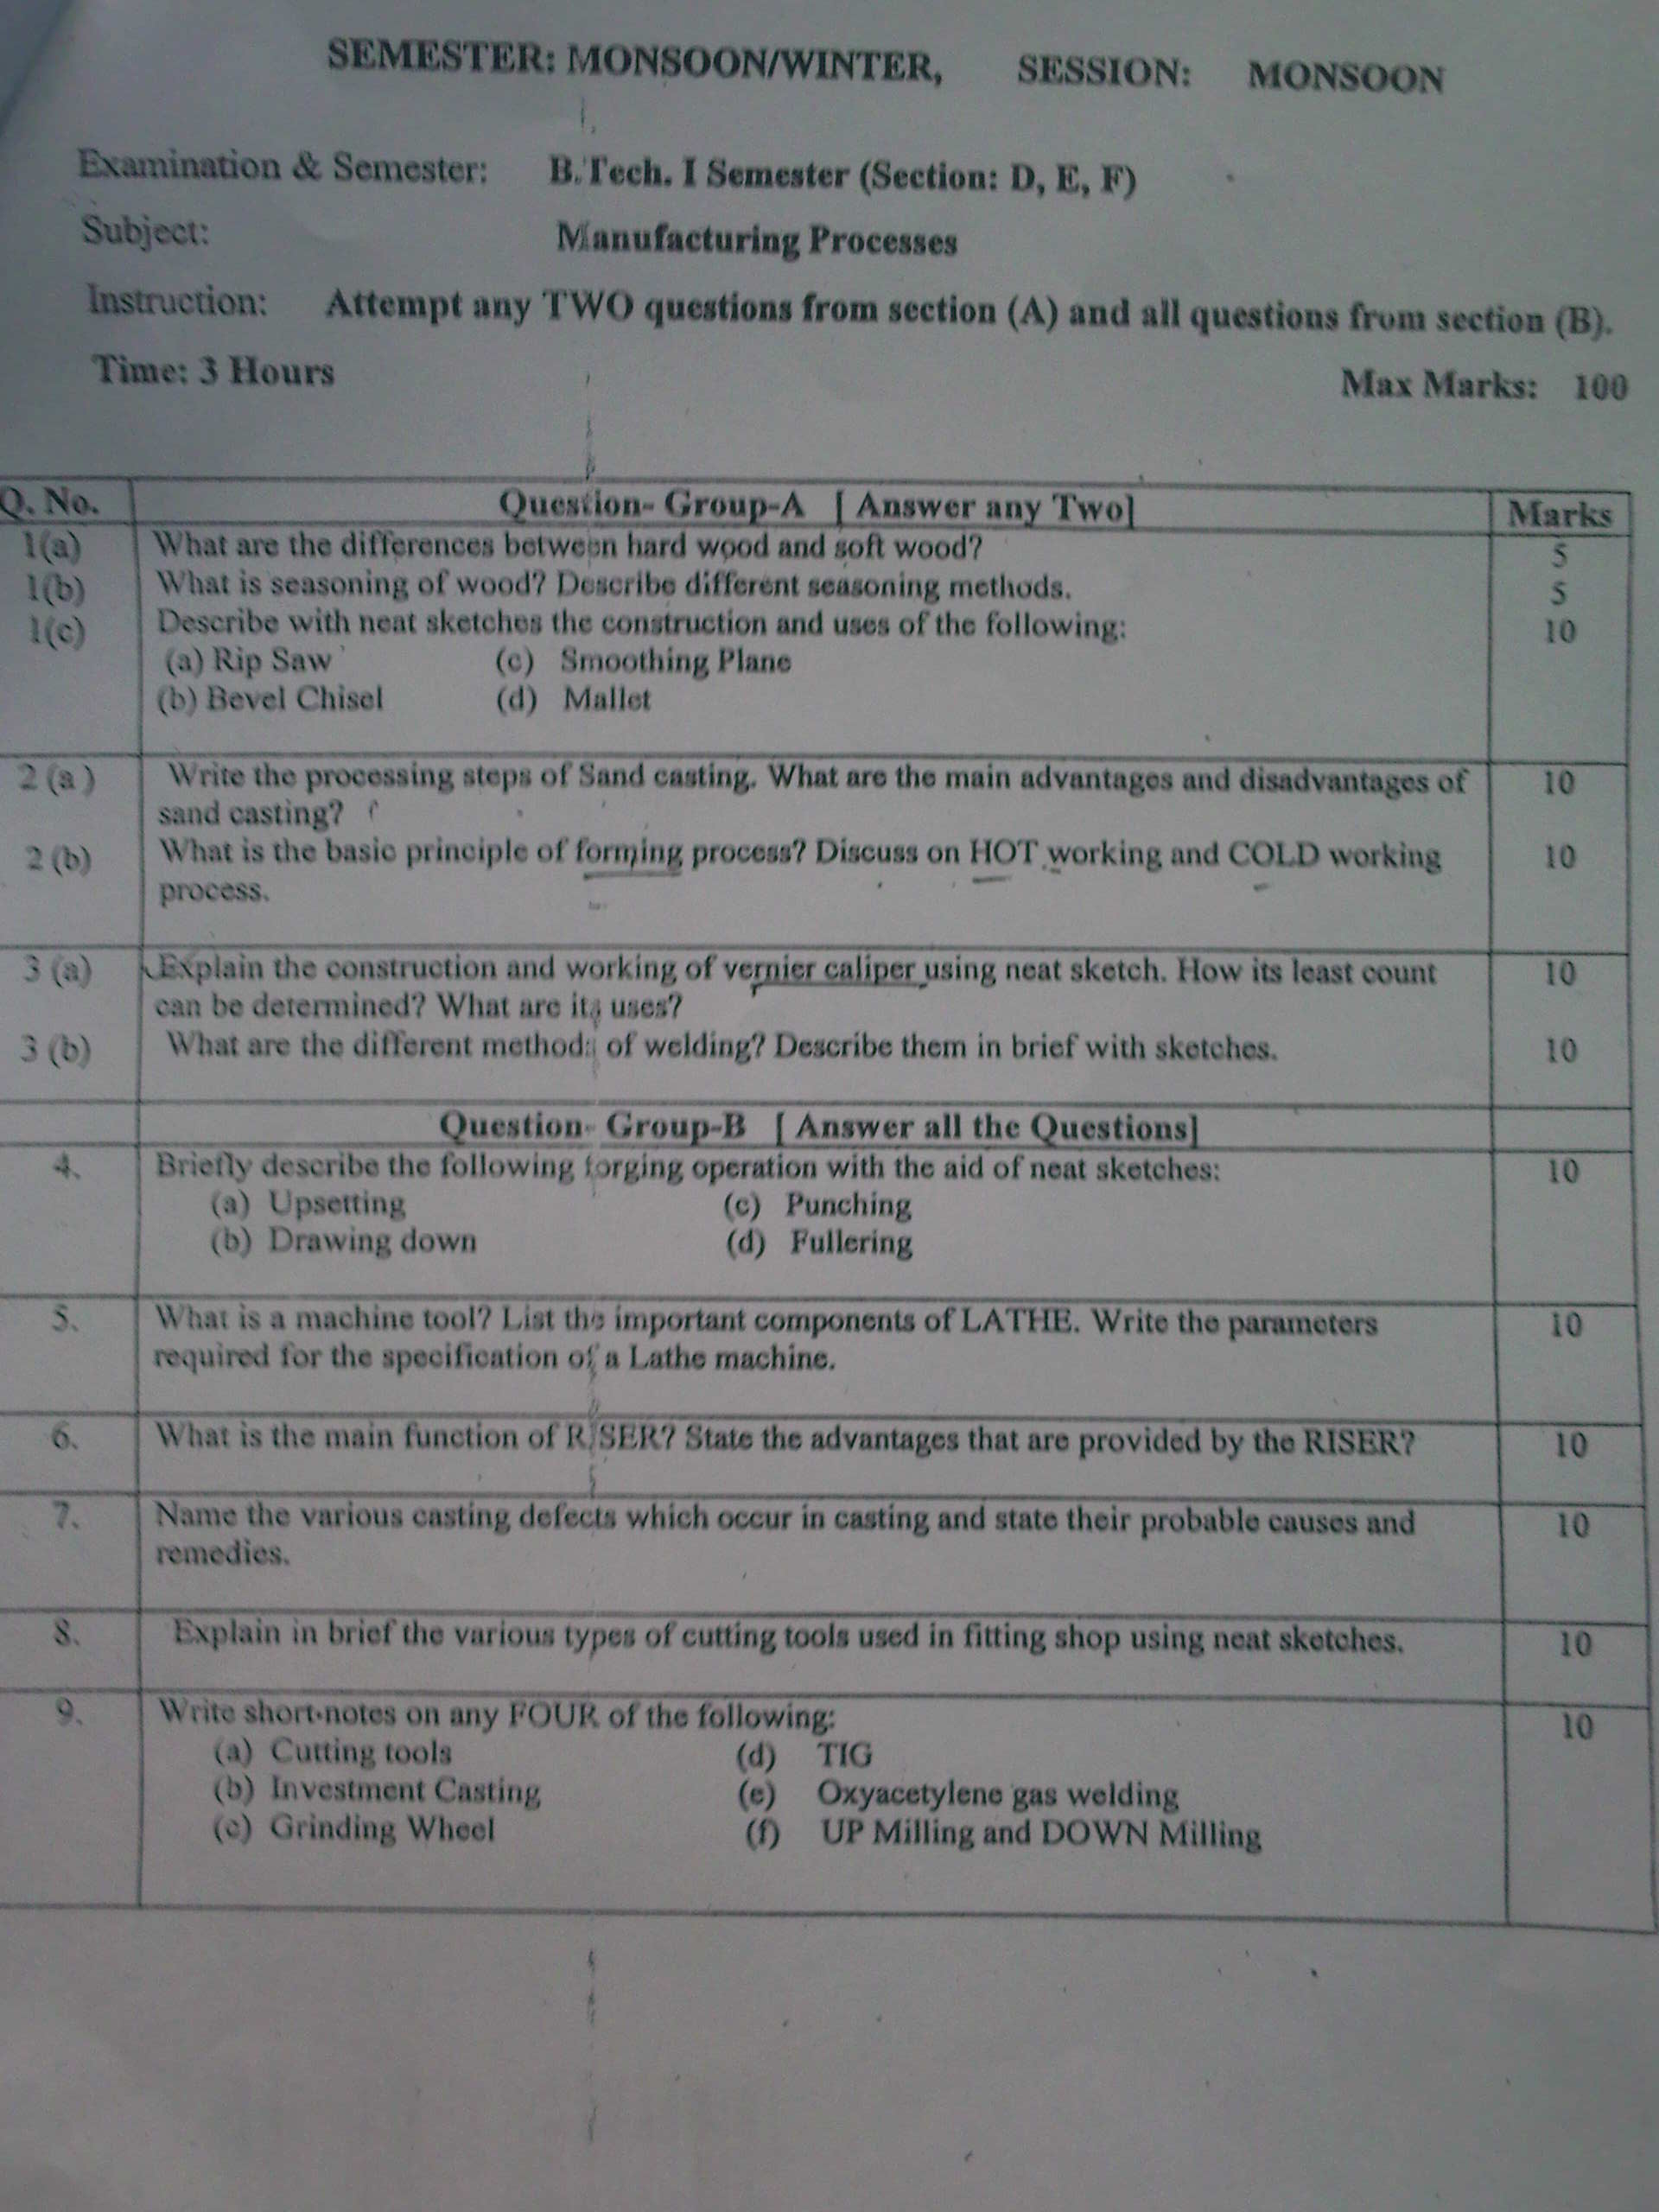 SEMESTER: MONSOON/WINTER, SESSION: MONSOON
Examination & Semester: B.Tech. I Semester (Section: D, E, F)
Subject: Manufacturing Processes
Instruction: Attempt any TWO questions from section (A) and all questions from section (B).
Time: 3 Hours Max Marks: 100
Q. No. Question- Group-A [ Answer any Two] Marks
1(a) What are the differences between hard wood and soft wood? 5
1(b) What is seasoning of wood? Describe different seasoning methods. 5
1(c) Describe with neat sketches the construction and uses of the following: 10
(a) Rip Saw (c) Smoothing Plane
(b) Bevel Chisel (d) Mallet
2 (a) Write the processing steps of Sand casting. What are the main advantages and disadvantages of 10
sand casting?
2 (b) What is the basic principle of forming process? Discuss on HOT working and COLD working 10
process.
3 (a) Explain the construction and working of vernier caliper using neat sketch. How its least count 10
can be determined? What are its uses?
3 (b) What are the different methods of welding? Describe them in brief with sketches. 10
Question- Group-B [ Answer all the Questions]
4. Briefly describe the following forging operation with the aid of neat sketches: 10
(a) Upsetting (c) Punching
(b) Drawing down (d) Fullering
5. What is a machine tool? List the important components of LATHE. Write the parameters 10
required for the specification of a Lathe machine.
6. What is the main function of RISER? State the advantages that are provided by the RISER? 10
7. Name the various casting defects which occur in casting and state their probable causes and 10
remedies.
8. Explain in brief the various types of cutting tools used in fitting shop using neat sketches. 10
9. Write short-notes on any FOUR of the following: 10
(a) Cutting tools (d) TIG
(b) Investment Casting (e) Oxyacetylene gas welding
(c) Grinding Wheel (f) UP Milling and DOWN Milling